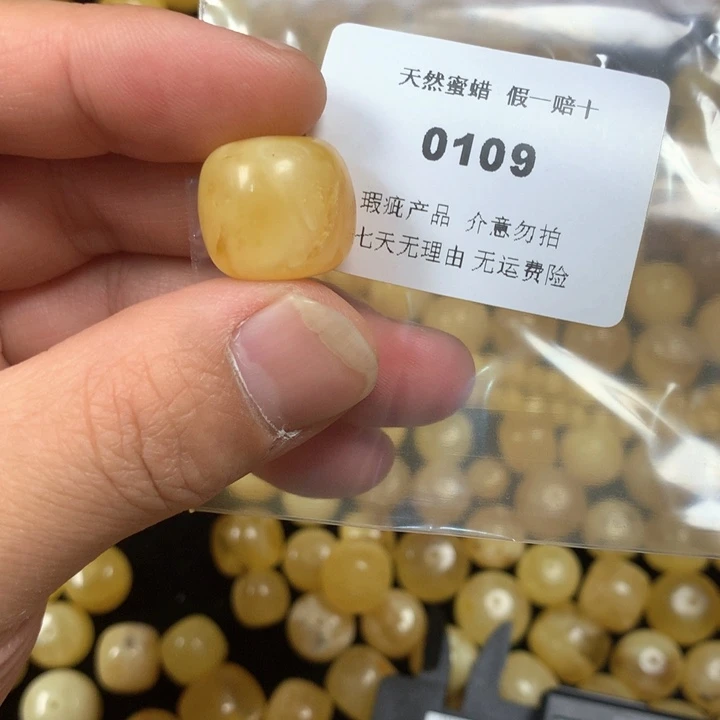 天然蜜蜡 假一赔十
0109
瑕疵产品 介意勿拍
七天无理由 无运费险